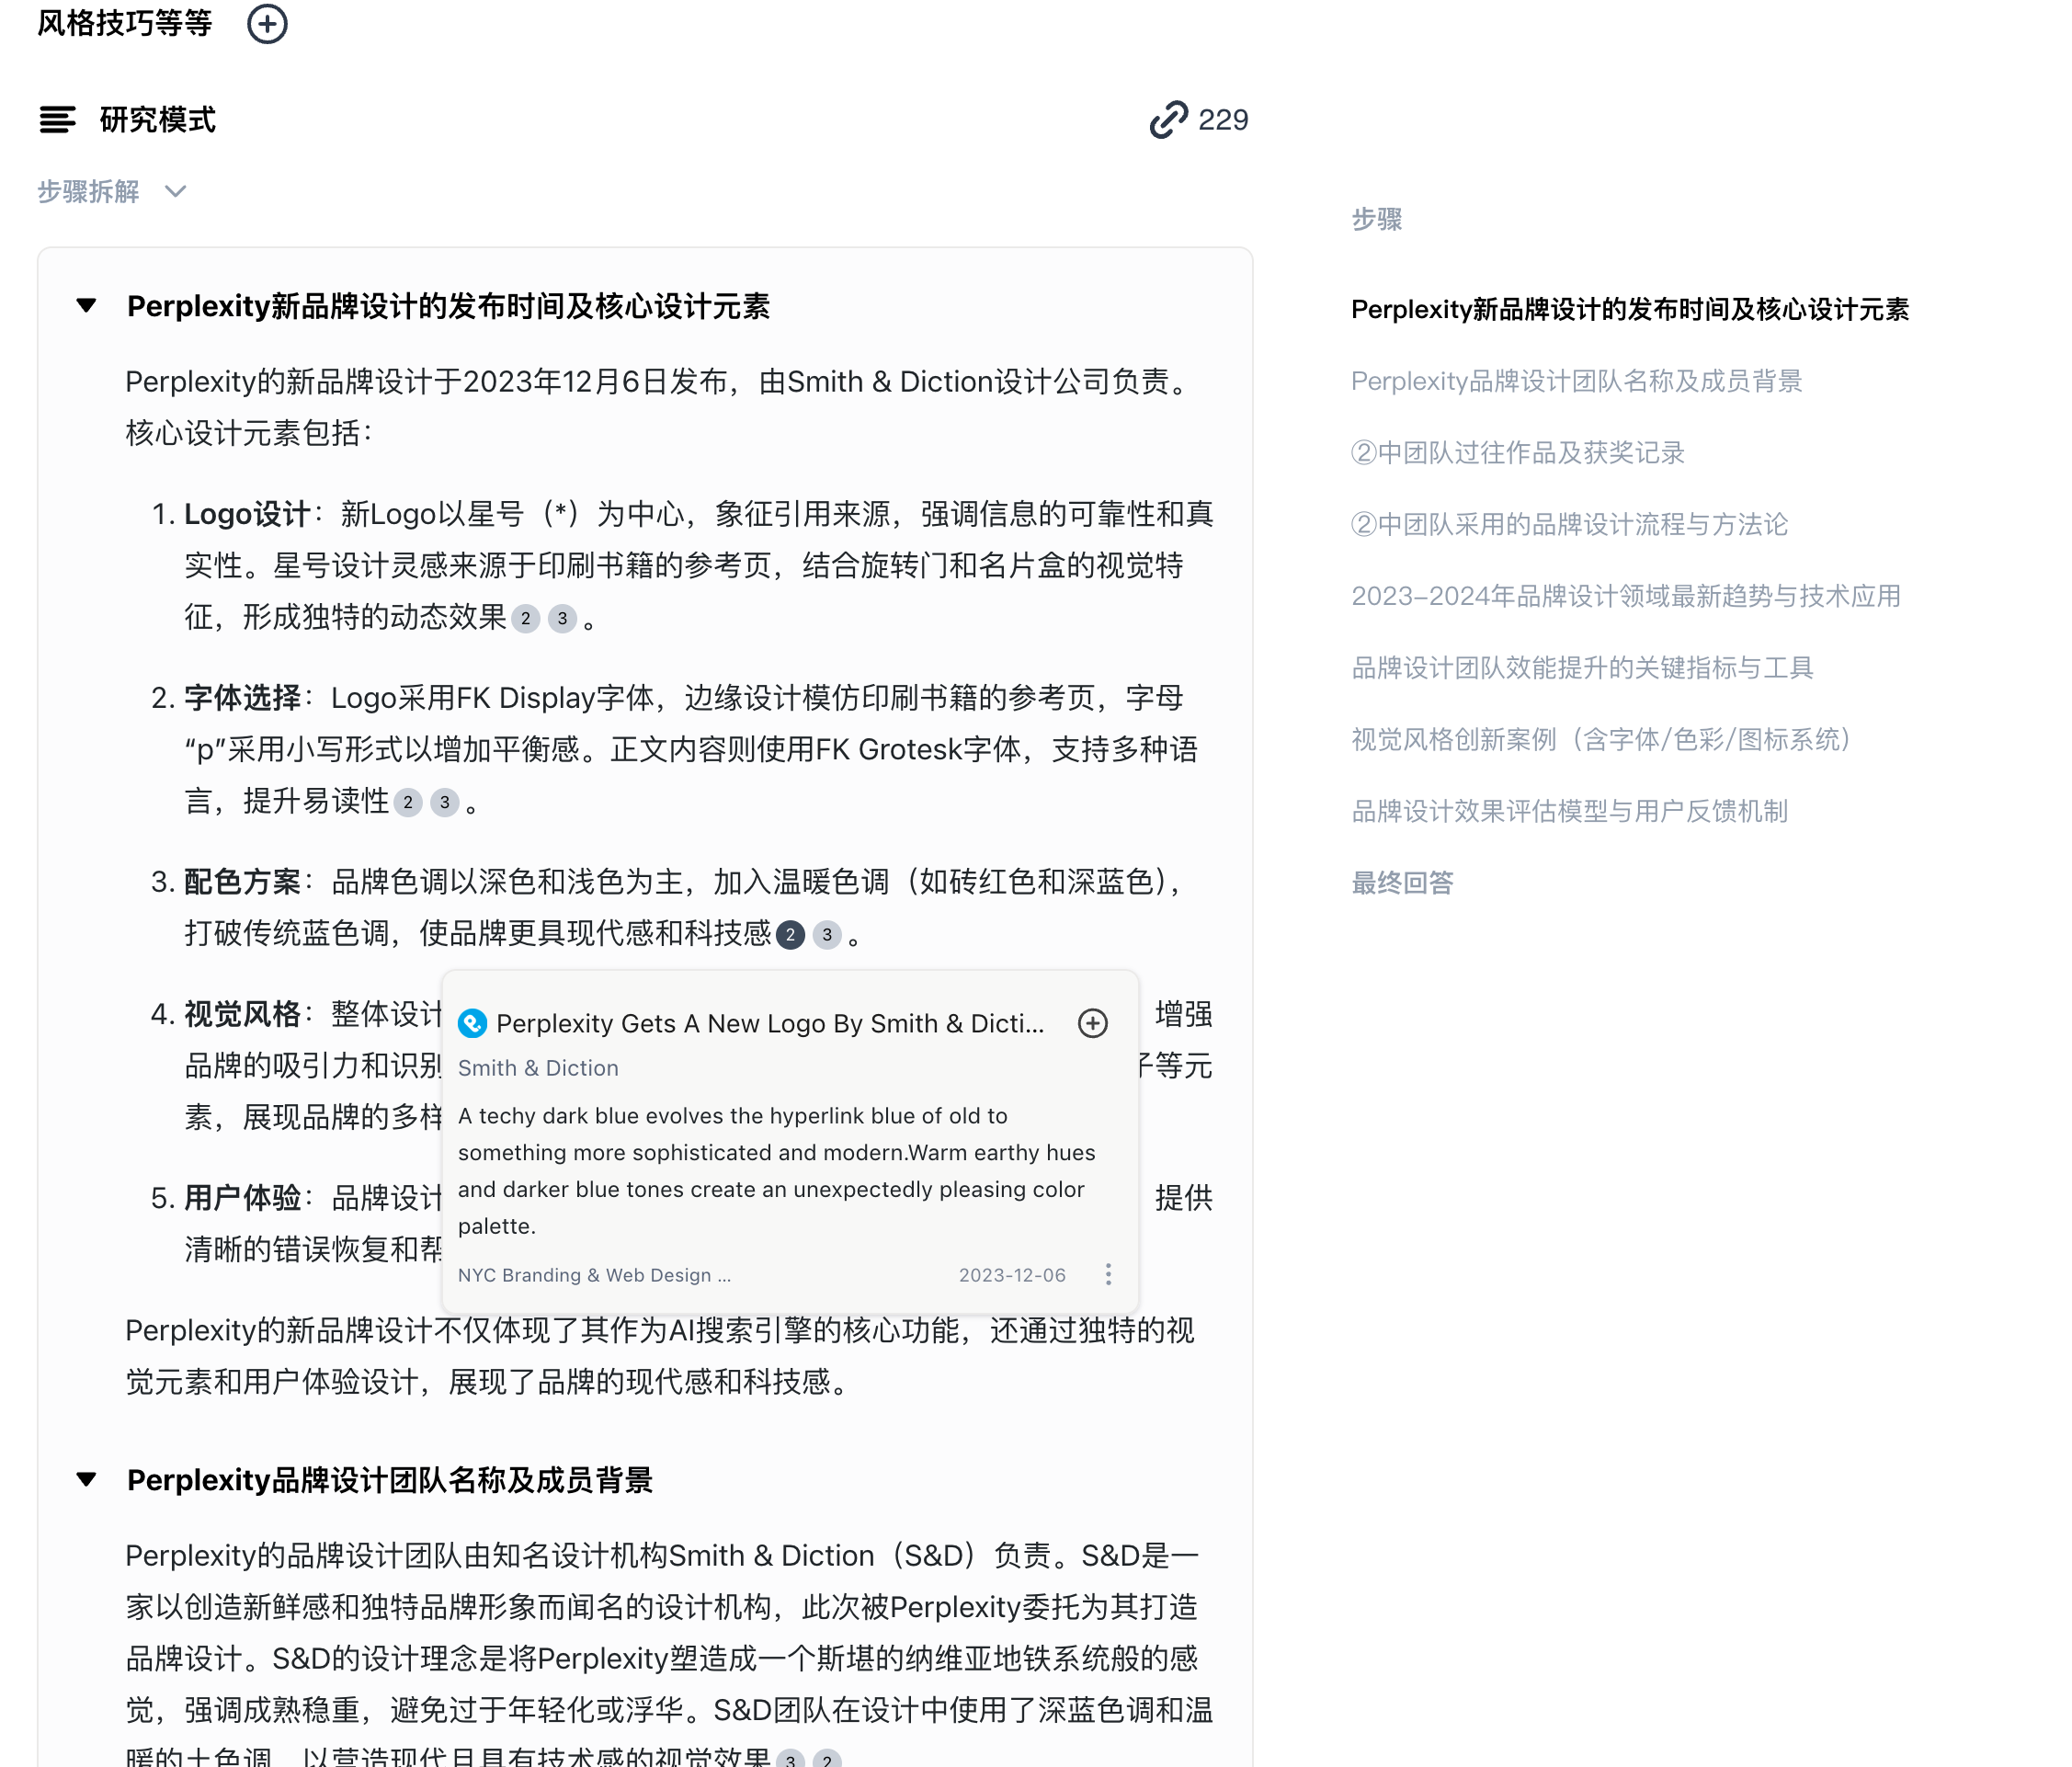 风格技巧等等
研究模式
229
步骤拆解
Perplexity新品牌设计的发布时间及核心设计元素
Perplexity的新品牌设计于2023年12月6日发布，由Smith & Diction设计公司负责。
核心设计元素包括：
1. Logo设计：新Logo以星号（*）为中心，象征引用来源，强调信息的可靠性和真
实性。星号设计灵感来源于印刷书籍的参考页，结合旋转门和名片盒的视觉特
征，形成独特的动态效果 2 3 。
2. 字体选择：Logo采用FK Display字体，边缘设计模仿印刷书籍的参考页，字母
“p”采用小写形式以增加平衡感。正文内容则使用FK Grotesk字体，支持多种语
言，提升易读性 2 3 。
3. 配色方案：品牌色调以深色和浅色为主，加入温暖色调（如砖红色和深蓝色），
打破传统蓝色调，使品牌更具现代感和科技感 2 3 。
4. 视觉风格：整体设计 增强
品牌的吸引力和识别 等元
素，展现品牌的多样
5. 用户体验：品牌设计 提供
清晰的错误恢复和帮
Perplexity Gets A New Logo By Smith & Dicti...
Smith & Diction
A techy dark blue evolves the hyperlink blue of old to
something more sophisticated and modern.Warm earthy hues
and darker blue tones create an unexpectedly pleasing color
palette.
NYC Branding & Web Design ... 2023-12-06
Perplexity的新品牌设计不仅体现了其作为AI搜索引擎的核心功能，还通过独特的视
觉元素和用户体验设计，展现了品牌的现代感和科技感。
Perplexity品牌设计团队名称及成员背景
Perplexity的品牌设计团队由知名设计机构Smith & Diction（S&D）负责。S&D是一
家以创造新鲜感和独特品牌形象而闻名的设计机构，此次被Perplexity委托为其打造
品牌设计。S&D的设计理念是将Perplexity塑造成一个斯堪的纳维亚地铁系统般的感
觉，强调成熟稳重，避免过于年轻化或浮华。S&D团队在设计中使用了深蓝色调和温
暖的土色调，以营造现代且具有技术感的视觉效果 3 2
步骤
Perplexity新品牌设计的发布时间及核心设计元素
Perplexity品牌设计团队名称及成员背景
②中团队过往作品及获奖记录
②中团队采用的品牌设计流程与方法论
2023-2024年品牌设计领域最新趋势与技术应用
品牌设计团队效能提升的关键指标与工具
视觉风格创新案例（含字体/色彩/图标系统）
品牌设计效果评估模型与用户反馈机制
最终回答